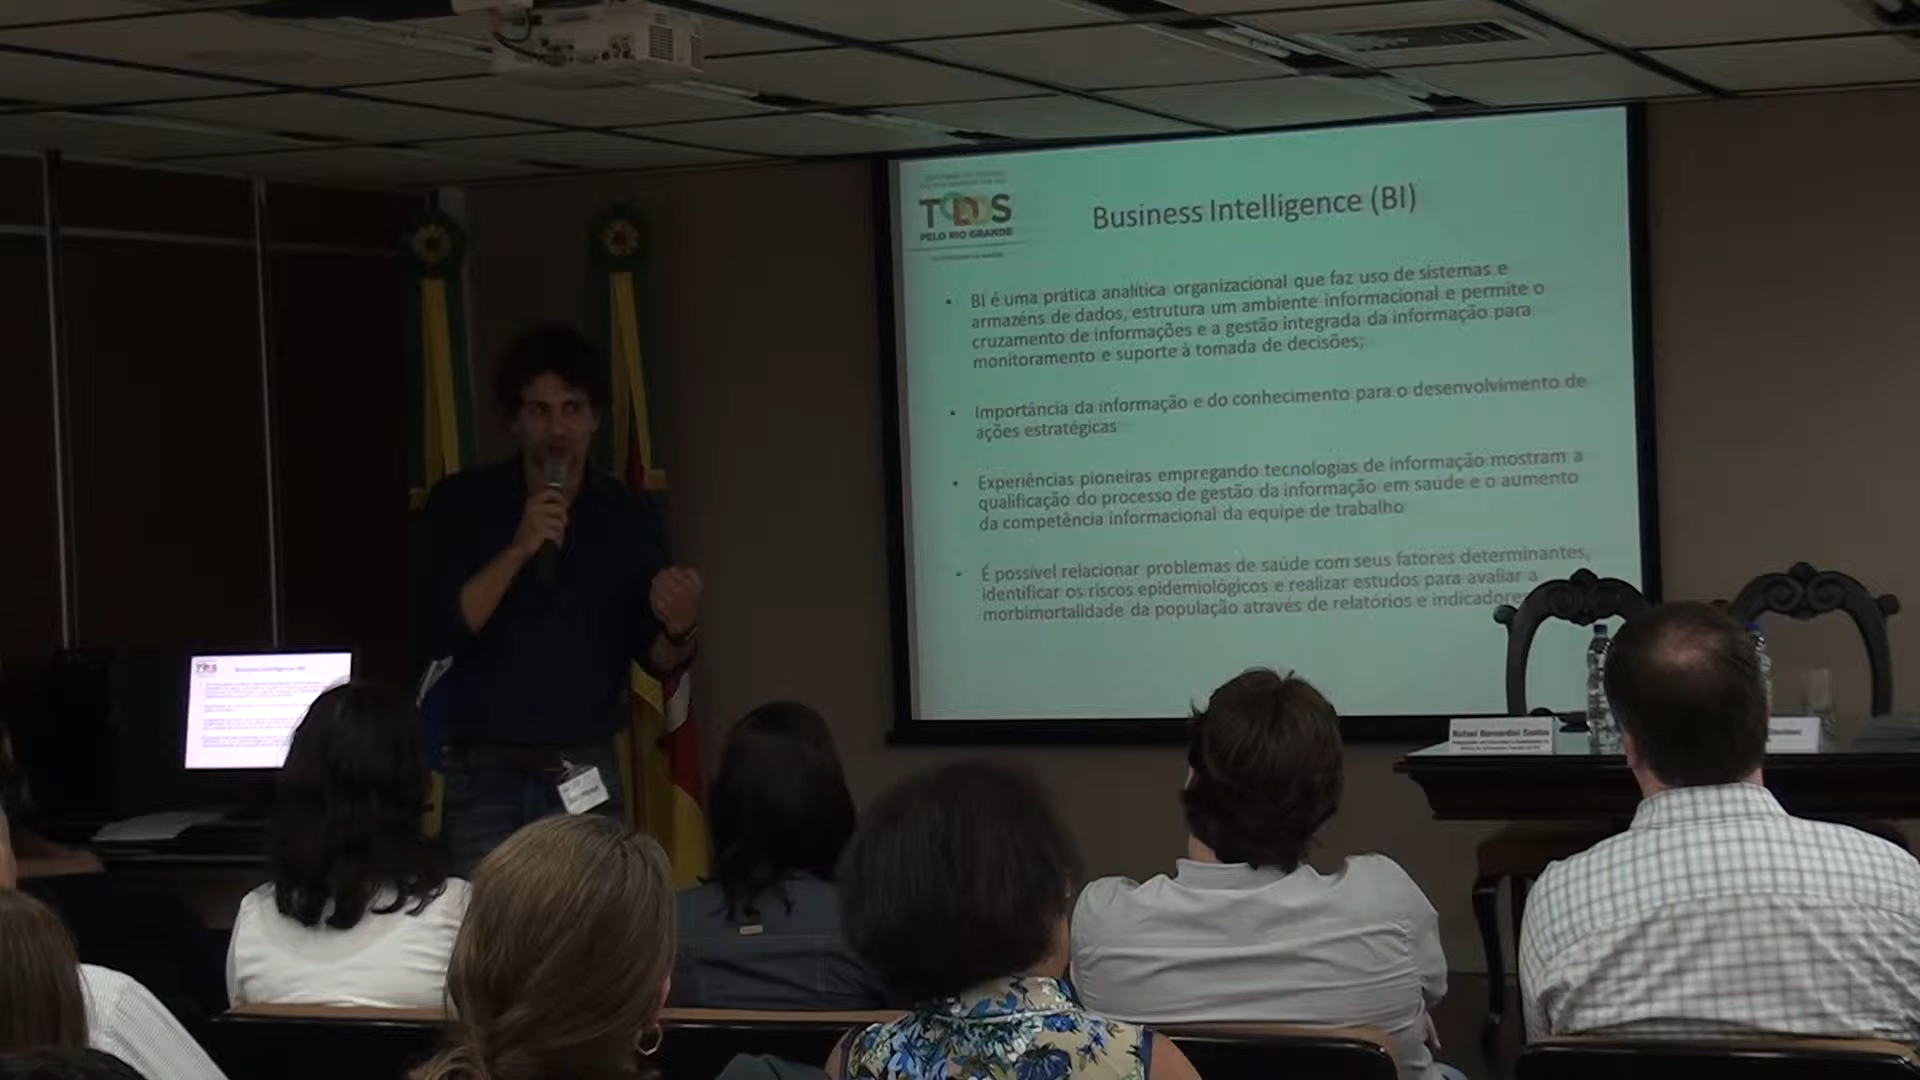 TODOS
PELO RIO GRANDE
Business Intelligence (BI)
• BI é uma prática analítica organizacional que faz uso de sistemas e
armazéns de dados, estrutura um ambiente informacional e permite o
cruzamento de informações e a gestão integrada da informação para
monitoramento e suporte à tomada de decisões;
• Importância da informação e do conhecimento para o desenvolvimento de
ações estratégicas
• Experiências pioneiras empregando tecnologias de informação mostram a
qualificação do processo de gestão da informação em saúde e o aumento
da competência informacional da equipe de trabalho
• É possível relacionar problemas de saúde com seus fatores determinantes,
identificar os riscos epidemiológicos e realizar estudos para avaliar a
morbimortalidade da população através de relatórios e indicadores
Business Intelligence (BI)
Rafael Bernardini Santos